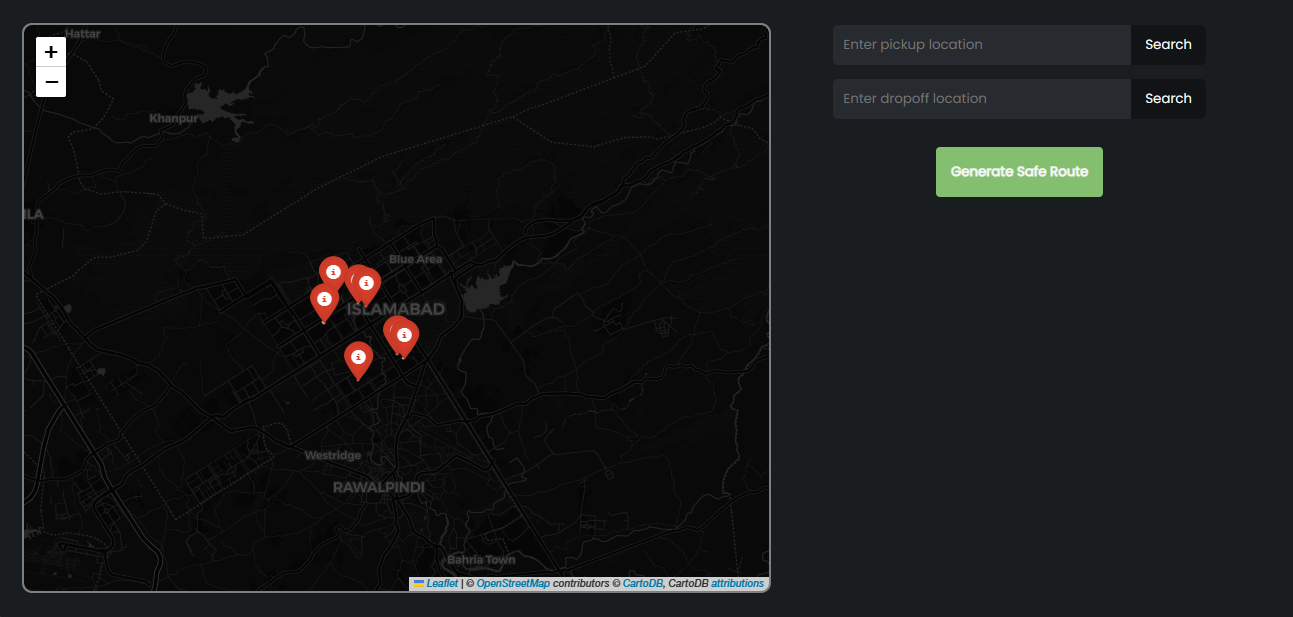 Hattar
+
−
Khanpur
ILA
Blue Area
i
i
i
ISLAMABAD
i
i
Westridge
RAWALPINDI
Bahria Town
Leaflet | © OpenStreetMap contributors © CartoDB, CartoDB attributions
Enter pickup location
Search
Enter dropoff location
Search
Generate Safe Route